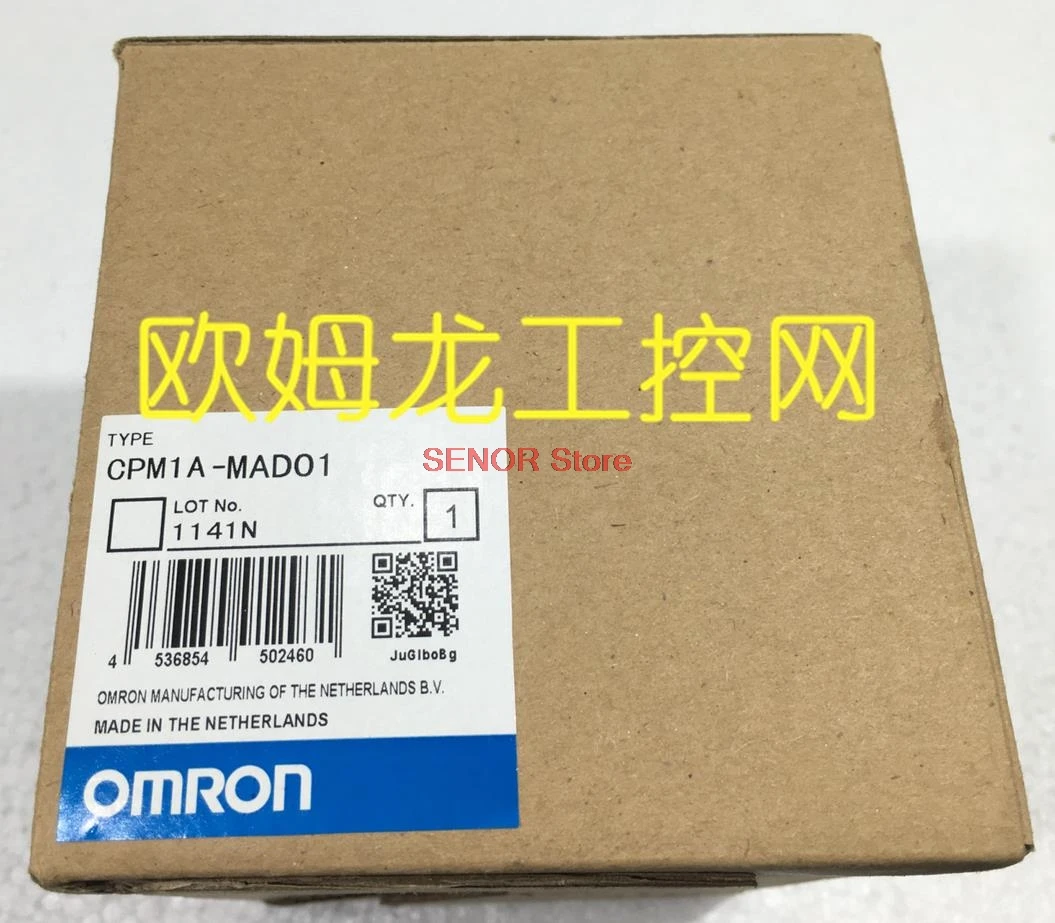 欧姆龙工控网
SENOR Store
TYPE
CPM1A-MAD01
LOT No.
1141N
QTY.
1
4 536854 502460
JuGlboBg
OMRON MANUFACTURING OF THE NETHERLANDS B.V.
MADE IN THE NETHERLANDS
OMRON